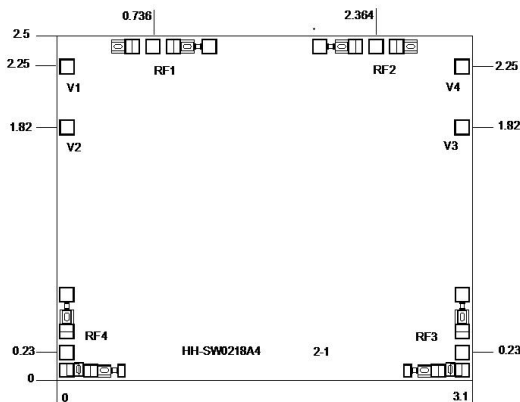 0.736 2.364
2.5
RF1 RF2
2.25 2.25
V1 V4
1.82 1.82
V2 V3
RF4 RF3
0.23 HH-SW0218A4 2-1 0.23
0
0 3.1